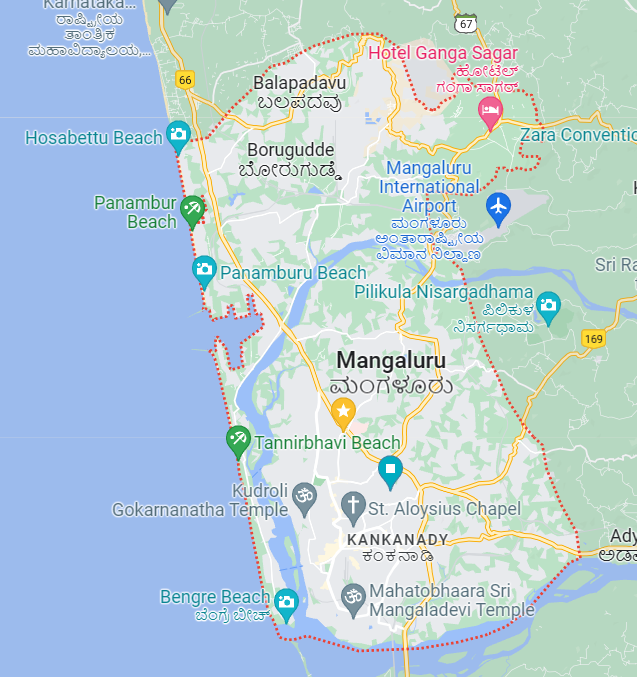 Karnataka...
ರಾಷ್ಟ್ರೀಯ
ತಾಂತ್ರಿಕ
ಮಹಾವಿದ್ಯಾಲಯ,...
67
Hotel Ganga Sagar
ಹೋಟೆಲ್
ಗಂಗಾ ಸಾಗರ್
66
Balapadavu
ಬಲಪದವು
Hosabettu Beach
Zara Conventio
Borugudde
ಬೋರುಗುಡ್ಡೆ
Mangaluru
International
Airport
ಮಂಗಳೂರು
ಅಂತಾರಾಷ್ಟ್ರೀಯ
ವಿಮಾನ ನಿಲ್ದಾಣ
Panambur
Beach
Panamburu Beach
Sri Ra
Pilikula Nisargadhama
ಪಿಲಿಕುಳ
ನಿಸರ್ಗಧಾಮ
169
Mangaluru
ಮಂಗಳೂರು
Tannirbhavi Beach
Kudroli
Gokarnanatha Temple
St. Aloysius Chapel
KANKANADY
ಕಂಕನಾಡಿ
Ady
ಅಡ್ಯಾ
Bengre Beach
ಬೆಂಗ್ರೆ ಬೀಚ್
Mahatobhaara Sri
Mangaladevi Temple